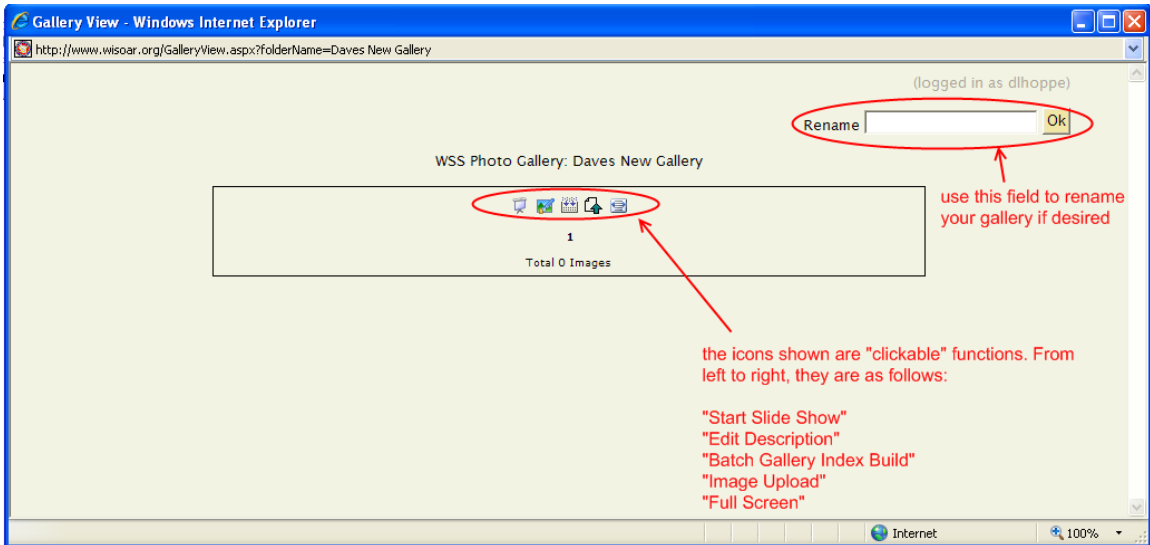 Gallery View - Windows Internet Explorer
http://www.wisoar.org/GalleryView.aspx?folderName=Daves New Gallery
(logged in as dlhoppe)
Rename Ok
WSS Photo Gallery: Daves New Gallery
use this field to rename
your gallery if desired
1
Total 0 Images
the icons shown are "clickable" functions. From
left to right, they are as follows:
"Start Slide Show"
"Edit Description"
"Batch Gallery Index Build"
"Image Upload"
"Full Screen"
Internet 100%